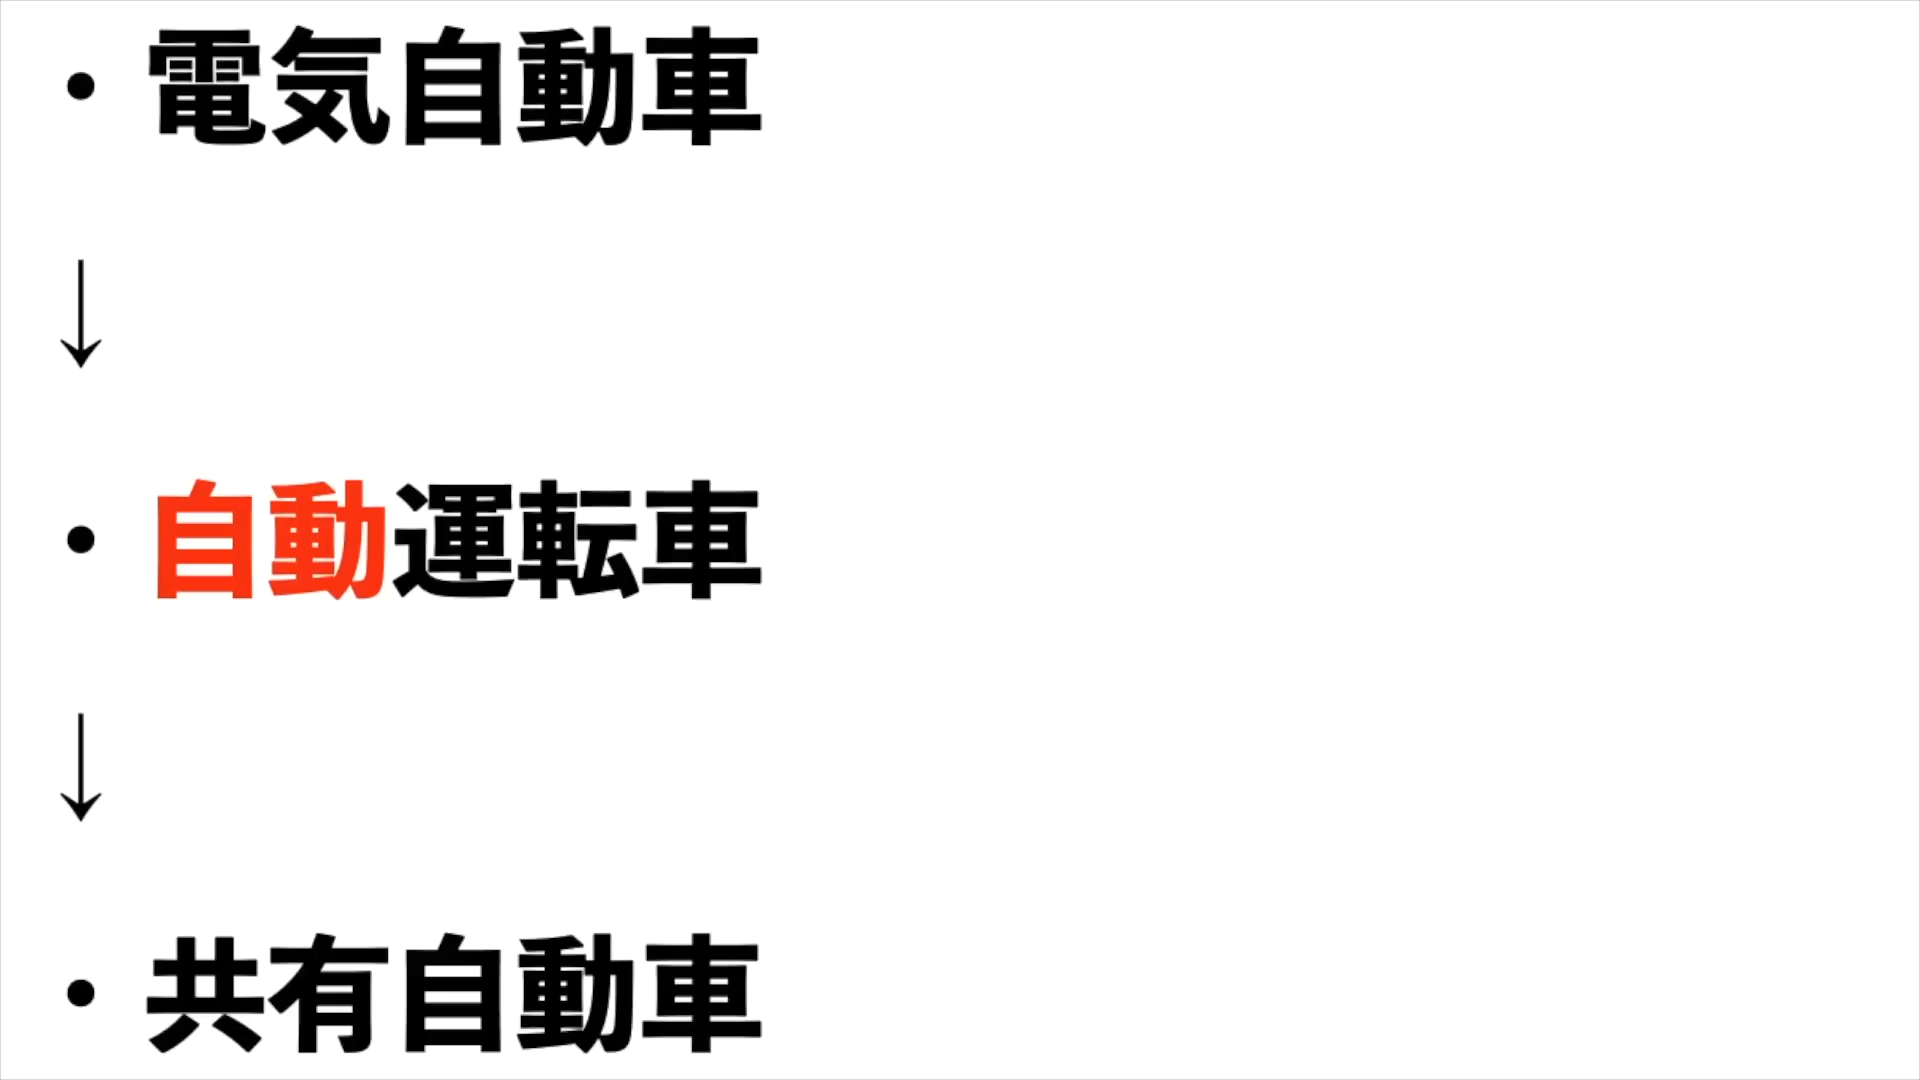 ・電気自動車
↓
・自動運転車
↓
・共有自動車